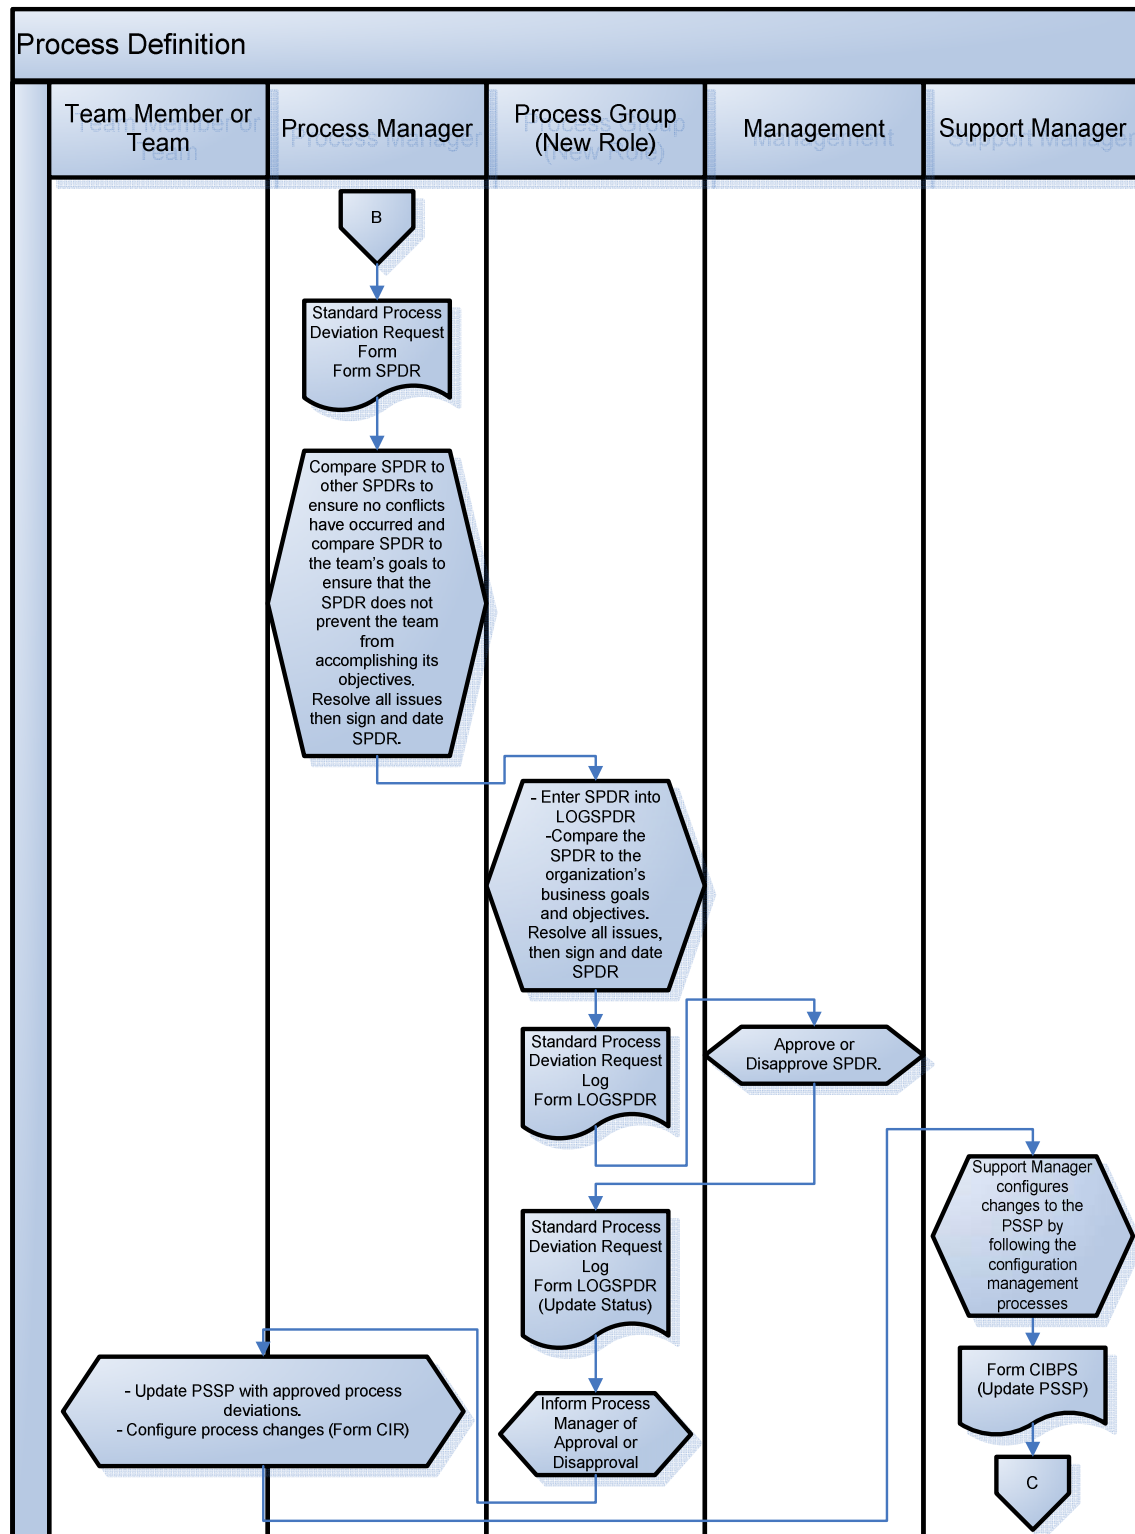 Process Definition
Team Member or
Team
Process Manager
Process Group
(New Role)
Management
Support Manager
B
Standard Process
Deviation Request
Form
Form SPDR
Compare SPDR to
other SPDRs to
ensure no conflicts
have occurred and
compare SPDR to
the team's goals to
ensure that the
SPDR does not
prevent the team
from
accomplishing its
objectives.
Resolve all issues
then sign and date
SPDR.
- Enter SPDR into
LOGSPDR
-Compare the
SPDR to the
organization's
business goals
and objectives.
Resolve all issues,
then sign and date
SPDR
Standard Process
Deviation Request
Log
Form LOGSPDR
Approve or
Disapprove SPDR.
Standard Process
Deviation Request
Log
Form LOGSPDR
(Update Status)
Inform Process
Manager of
Approval or
Disapproval
- Update PSSP with approved process
deviations.
- Configure process changes (Form CIR)
Support Manager
configures
changes to the
PSSP by
following the
configuration
management
processes
Form CIBPS
(Update PSSP)
C